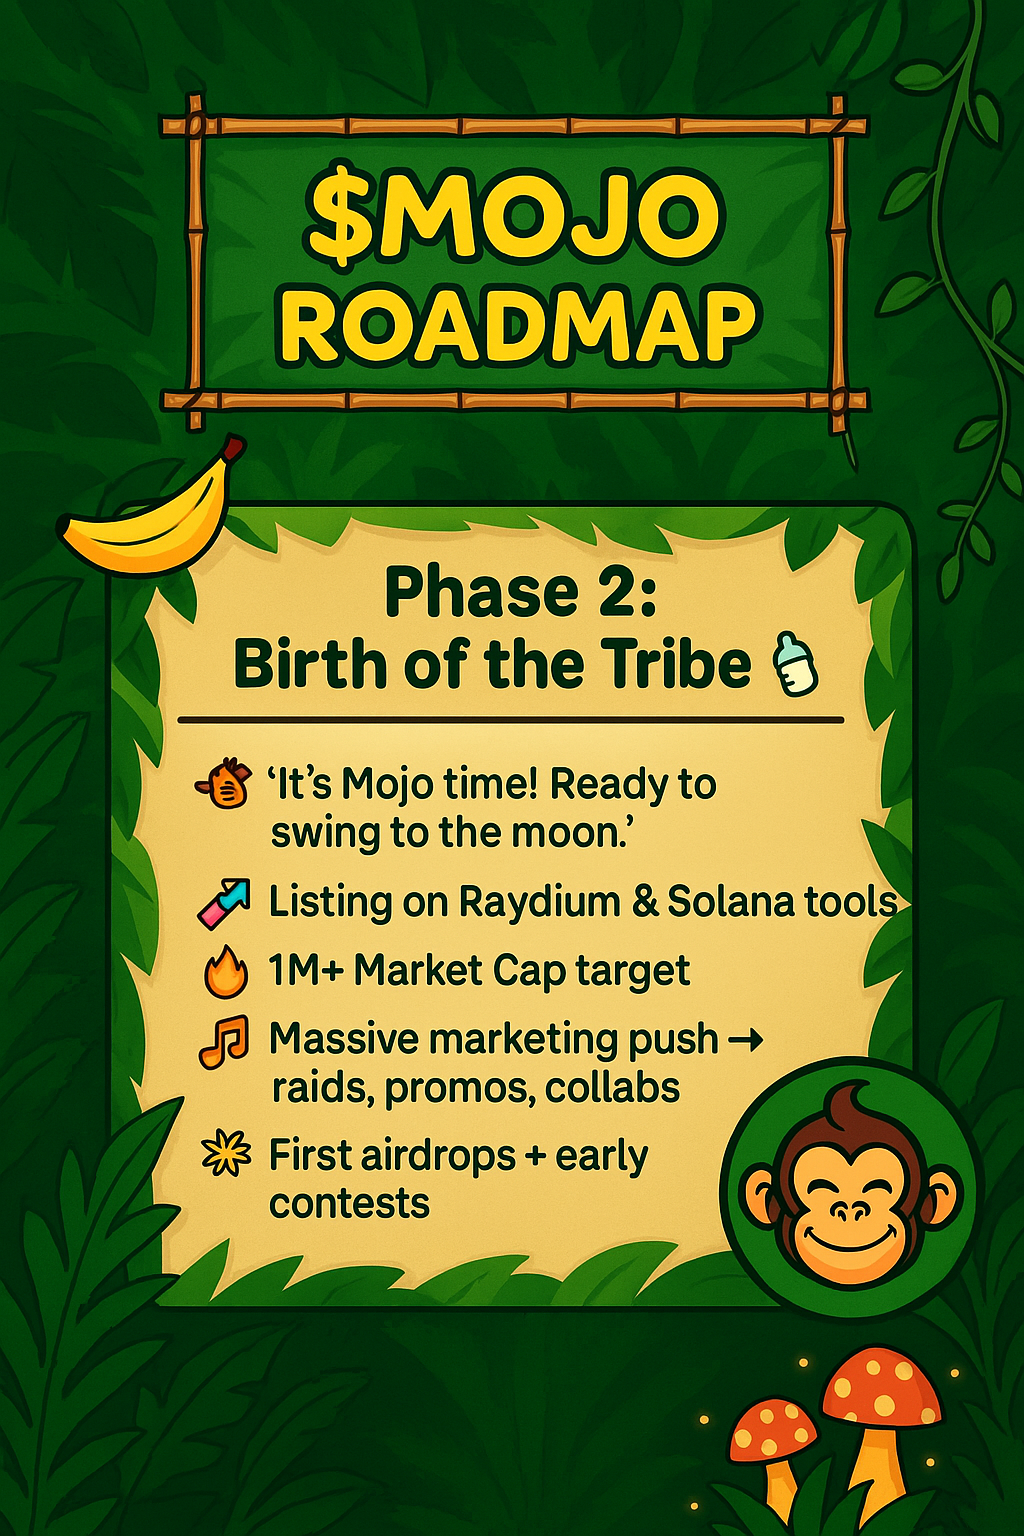 $MOJO
ROADMAP
Phase 2:
Birth of the Tribe
‘It’s Mojo time! Ready to
swing to the moon.’
Listing on Raydium & Solana tools
1M+ Market Cap target
Massive marketing push →
raids, promos, collabs
First airdrops + early
contests